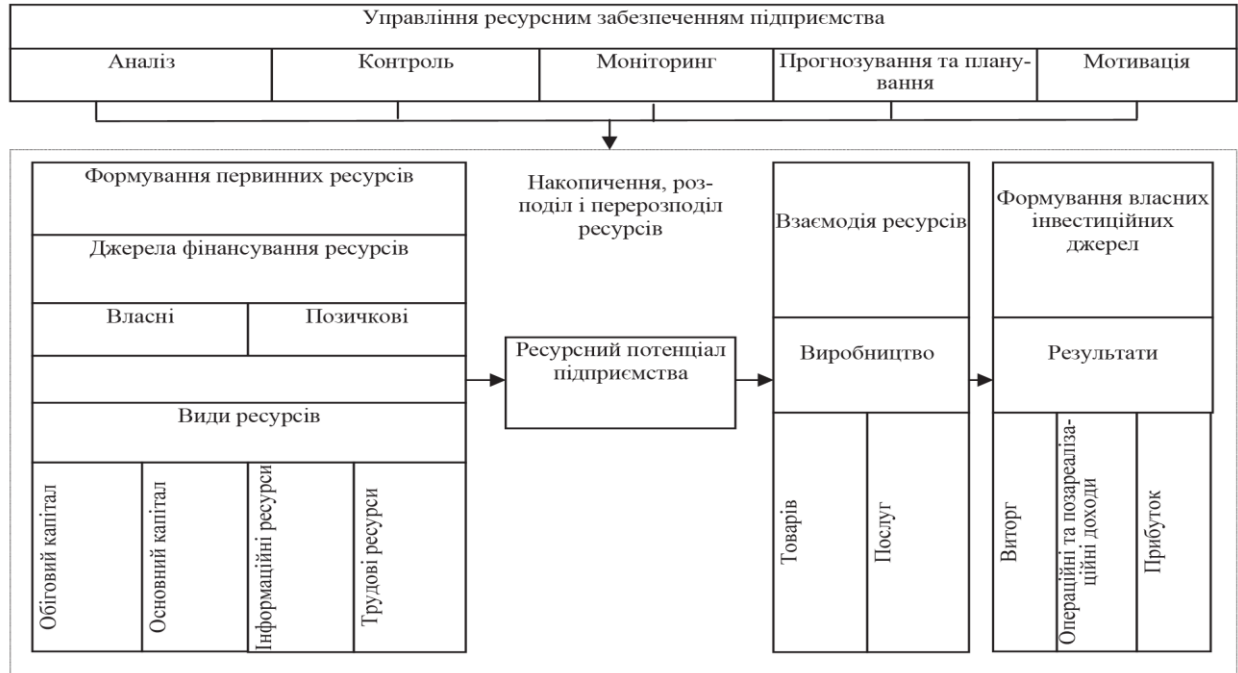 Управління ресурсним забезпеченням підприємства
Аналіз
Контроль
Моніторинг
Прогнозування та плану-
вання
Мотивація
Формування первинних ресурсів
Джерела фінансування ресурсів
Власні
Позичкові
Види ресурсів
Обіговий капітал
Основний капітал
Інформаційні ресурси
Трудові ресурси
Накопичення, роз-
поділ і перерозподіл
ресурсів
Ресурсний потенціал
підприємства
Взаємодія ресурсів
Виробництво
Товарів
Послуг
Формування власних
інвестиційних
джерел
Результати
Виторг
Операційні та позареаліза-
ційні доходи
Прибуток